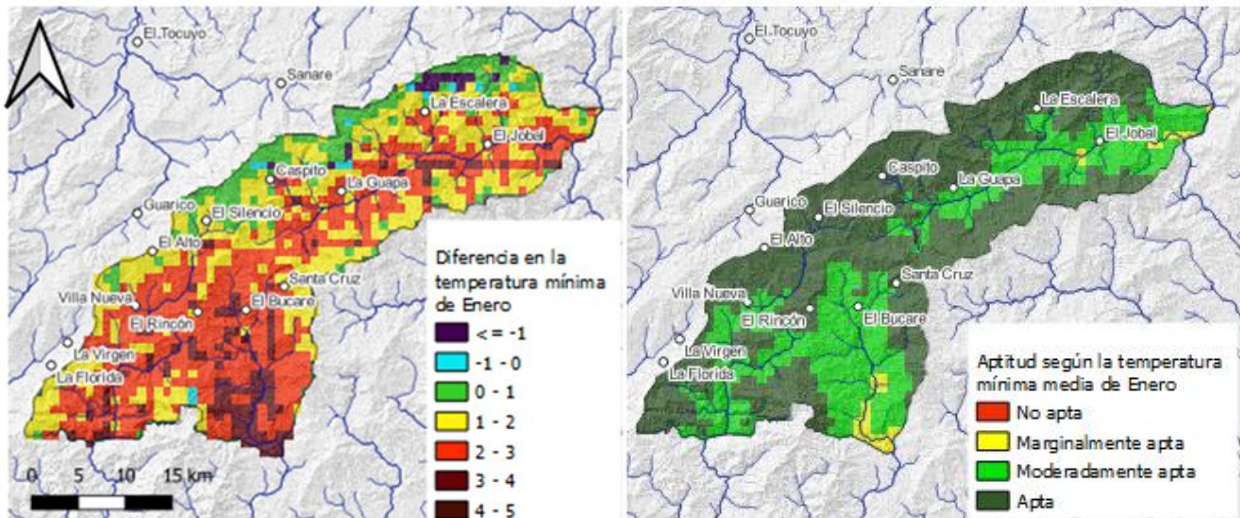 El Tocuyo
Sanare
La Escalera
El Jobal
Caspito
La Guapa
Guarico
El Silencio
El Alto
Santa Cruz
Villa Nueva
El Bucare
El Rincón
La Virgen
La Florida
0 5 10 15 km
Diferencia en la
temperatura mínima
de Enero
<= -1
-1 - 0
0 - 1
1 - 2
2 - 3
3 - 4
4 - 5
El Tocuyo
Sanare
La Escalera
El Jobal
Caspito
La Guapa
Guarico
El Silencio
El Alto
Santa Cruz
Villa Nueva
El Rincón
El Bucare
La Virgen
La Florida
Aptitud según la temperatura
mínima media de Enero
No apta
Marginalmente apta
Moderadamente apta
Apta